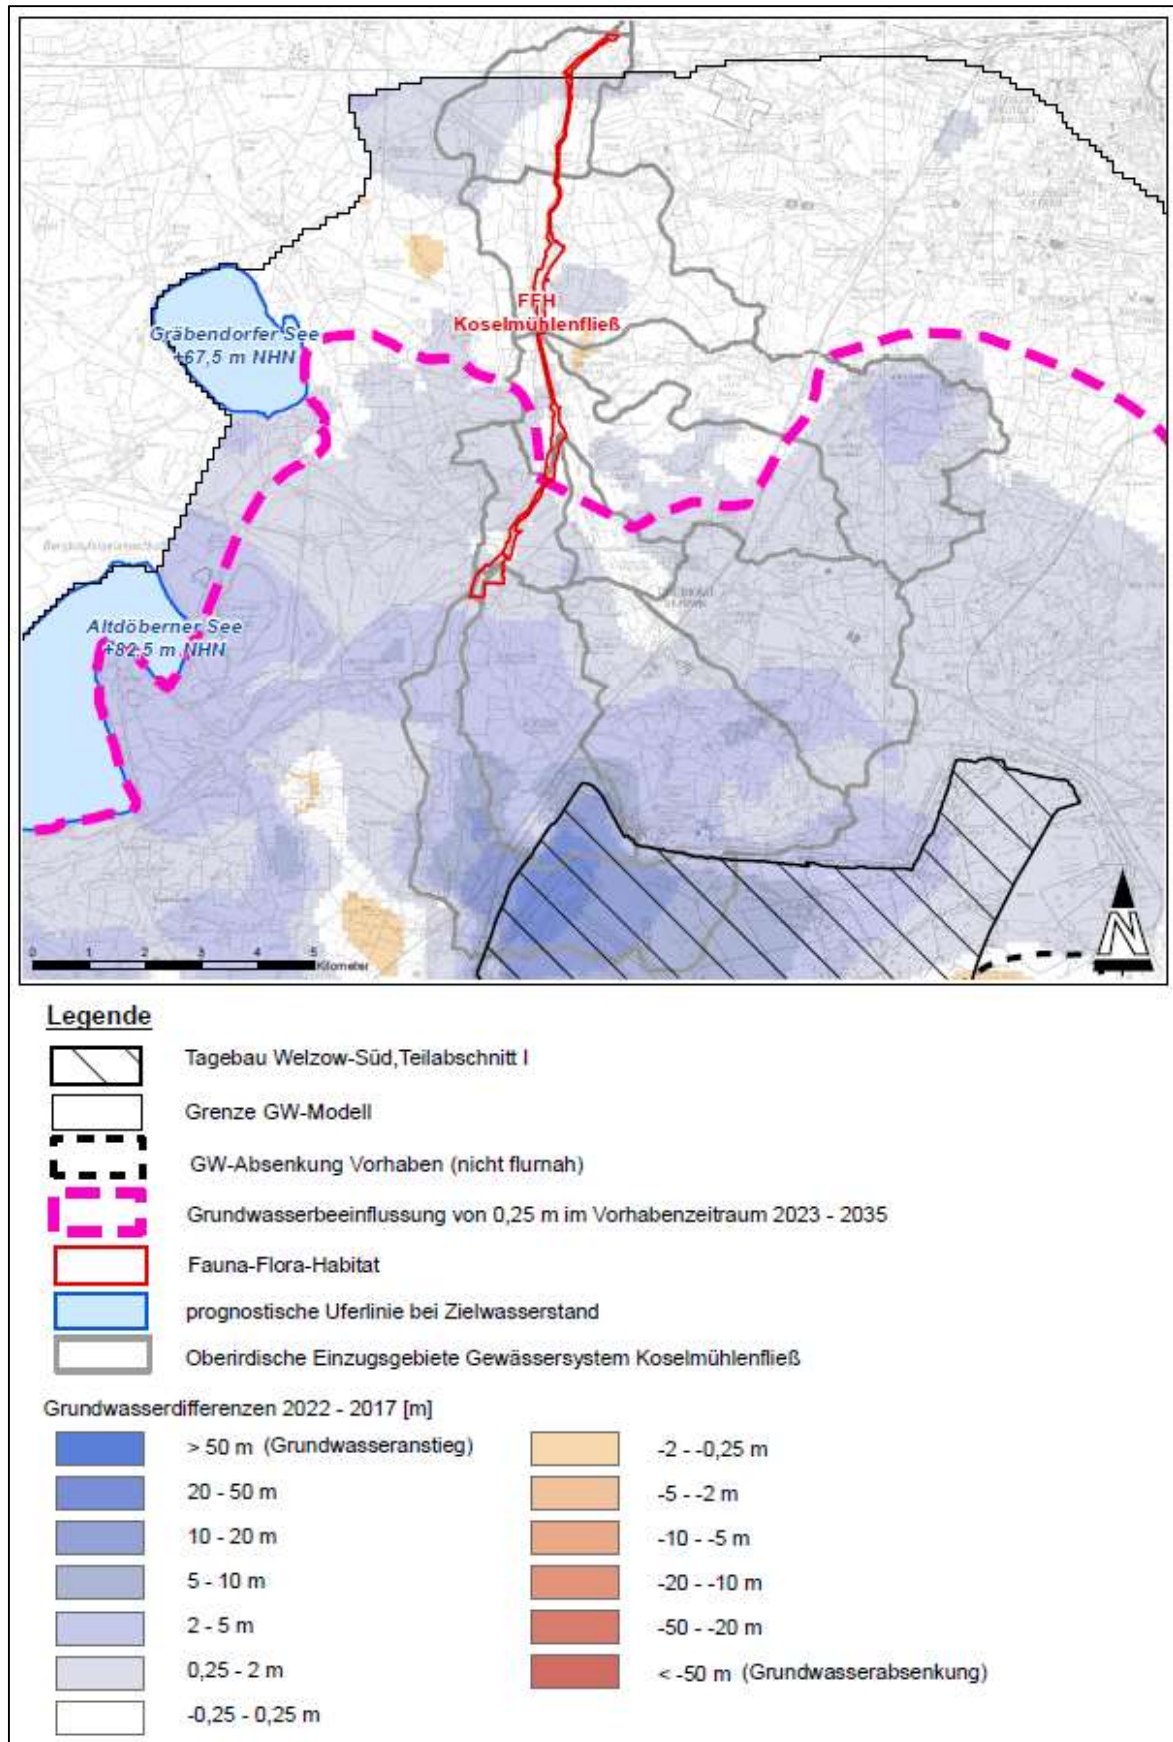 FFH
Koselmühlenfließ
Gräbendorfer See
+67,5 m NHN
Altdöberner See
+82,5 m NHN
0 1 2 3 4 5
Kilometer
N
Legende
Tagebau Welzow-Süd,Teilabschnitt I
Grenze GW-Modell
GW-Absenkung Vorhaben (nicht flurnah)
Grundwasserbeeinflussung von 0,25 m im Vorhabenzeitraum 2023 - 2035
Fauna-Flora-Habitat
prognostische Uferlinie bei Zielwasserstand
Oberirdische Einzugsgebiete Gewässersystem Koselmühlenfließ
Grundwasserdifferenzen 2022 - 2017 [m]
> 50 m (Grundwasseranstieg)
20 - 50 m
10 - 20 m
5 - 10 m
2 - 5 m
0,25 - 2 m
-0,25 - 0,25 m
-2 - -0,25 m
-5 - -2 m
-10 - -5 m
-20 - -10 m
-50 - -20 m
< -50 m (Grundwasserabsenkung)